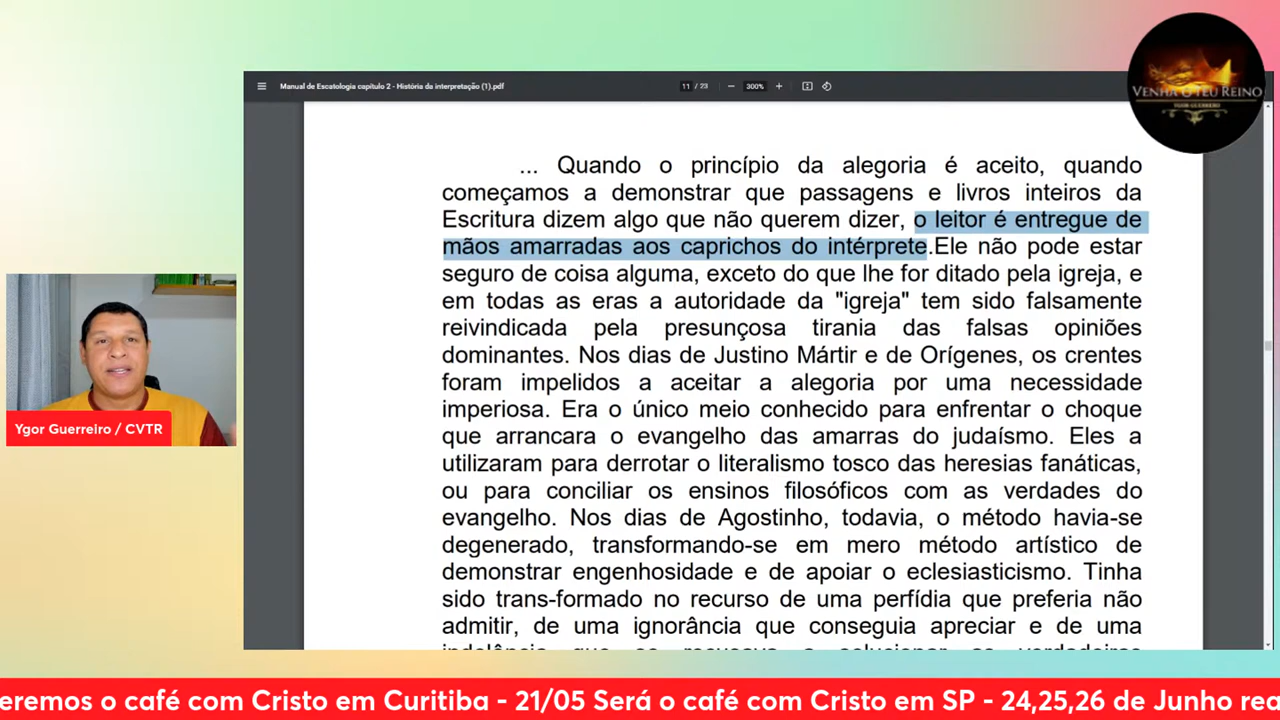 Manual de Escatologia capítulo 2 - História da interpretação (1).pdf
11 / 23
300%
VENHA O TEU REINO
YGOR GUERREIRO
... Quando o princípio da alegoria é aceito, quando
começamos a demonstrar que passagens e livros inteiros da
Escritura dizem algo que não querem dizer, o leitor é entregue de
mãos amarradas aos caprichos do intérprete.Ele não pode estar
seguro de coisa alguma, exceto do que lhe for ditado pela igreja, e
em todas as eras a autoridade da "igreja" tem sido falsamente
reivindicada pela presunçosa tirania das falsas opiniões
dominantes. Nos dias de Justino Mártir e de Orígenes, os crentes
foram impelidos a aceitar a alegoria por uma necessidade
imperiosa. Era o único meio conhecido para enfrentar o choque
que arrancara o evangelho das amarras do judaísmo. Eles a
utilizaram para derrotar o literalismo tosco das heresias fanáticas,
ou para conciliar os ensinos filosóficos com as verdades do
evangelho. Nos dias de Agostinho, todavia, o método havia-se
degenerado, transformando-se em mero método artístico de
demonstrar engenhosidade e de apoiar o eclesiasticismo. Tinha
sido trans-formado no recurso de uma perfídia que preferia não
admitir, de uma ignorância que conseguia apreciar e de uma
Ygor Guerreiro / CVTR
eremos o café com Cristo em Curitiba - 21/05 Será o café com Cristo em SP - 24,25,26 de Junho rea